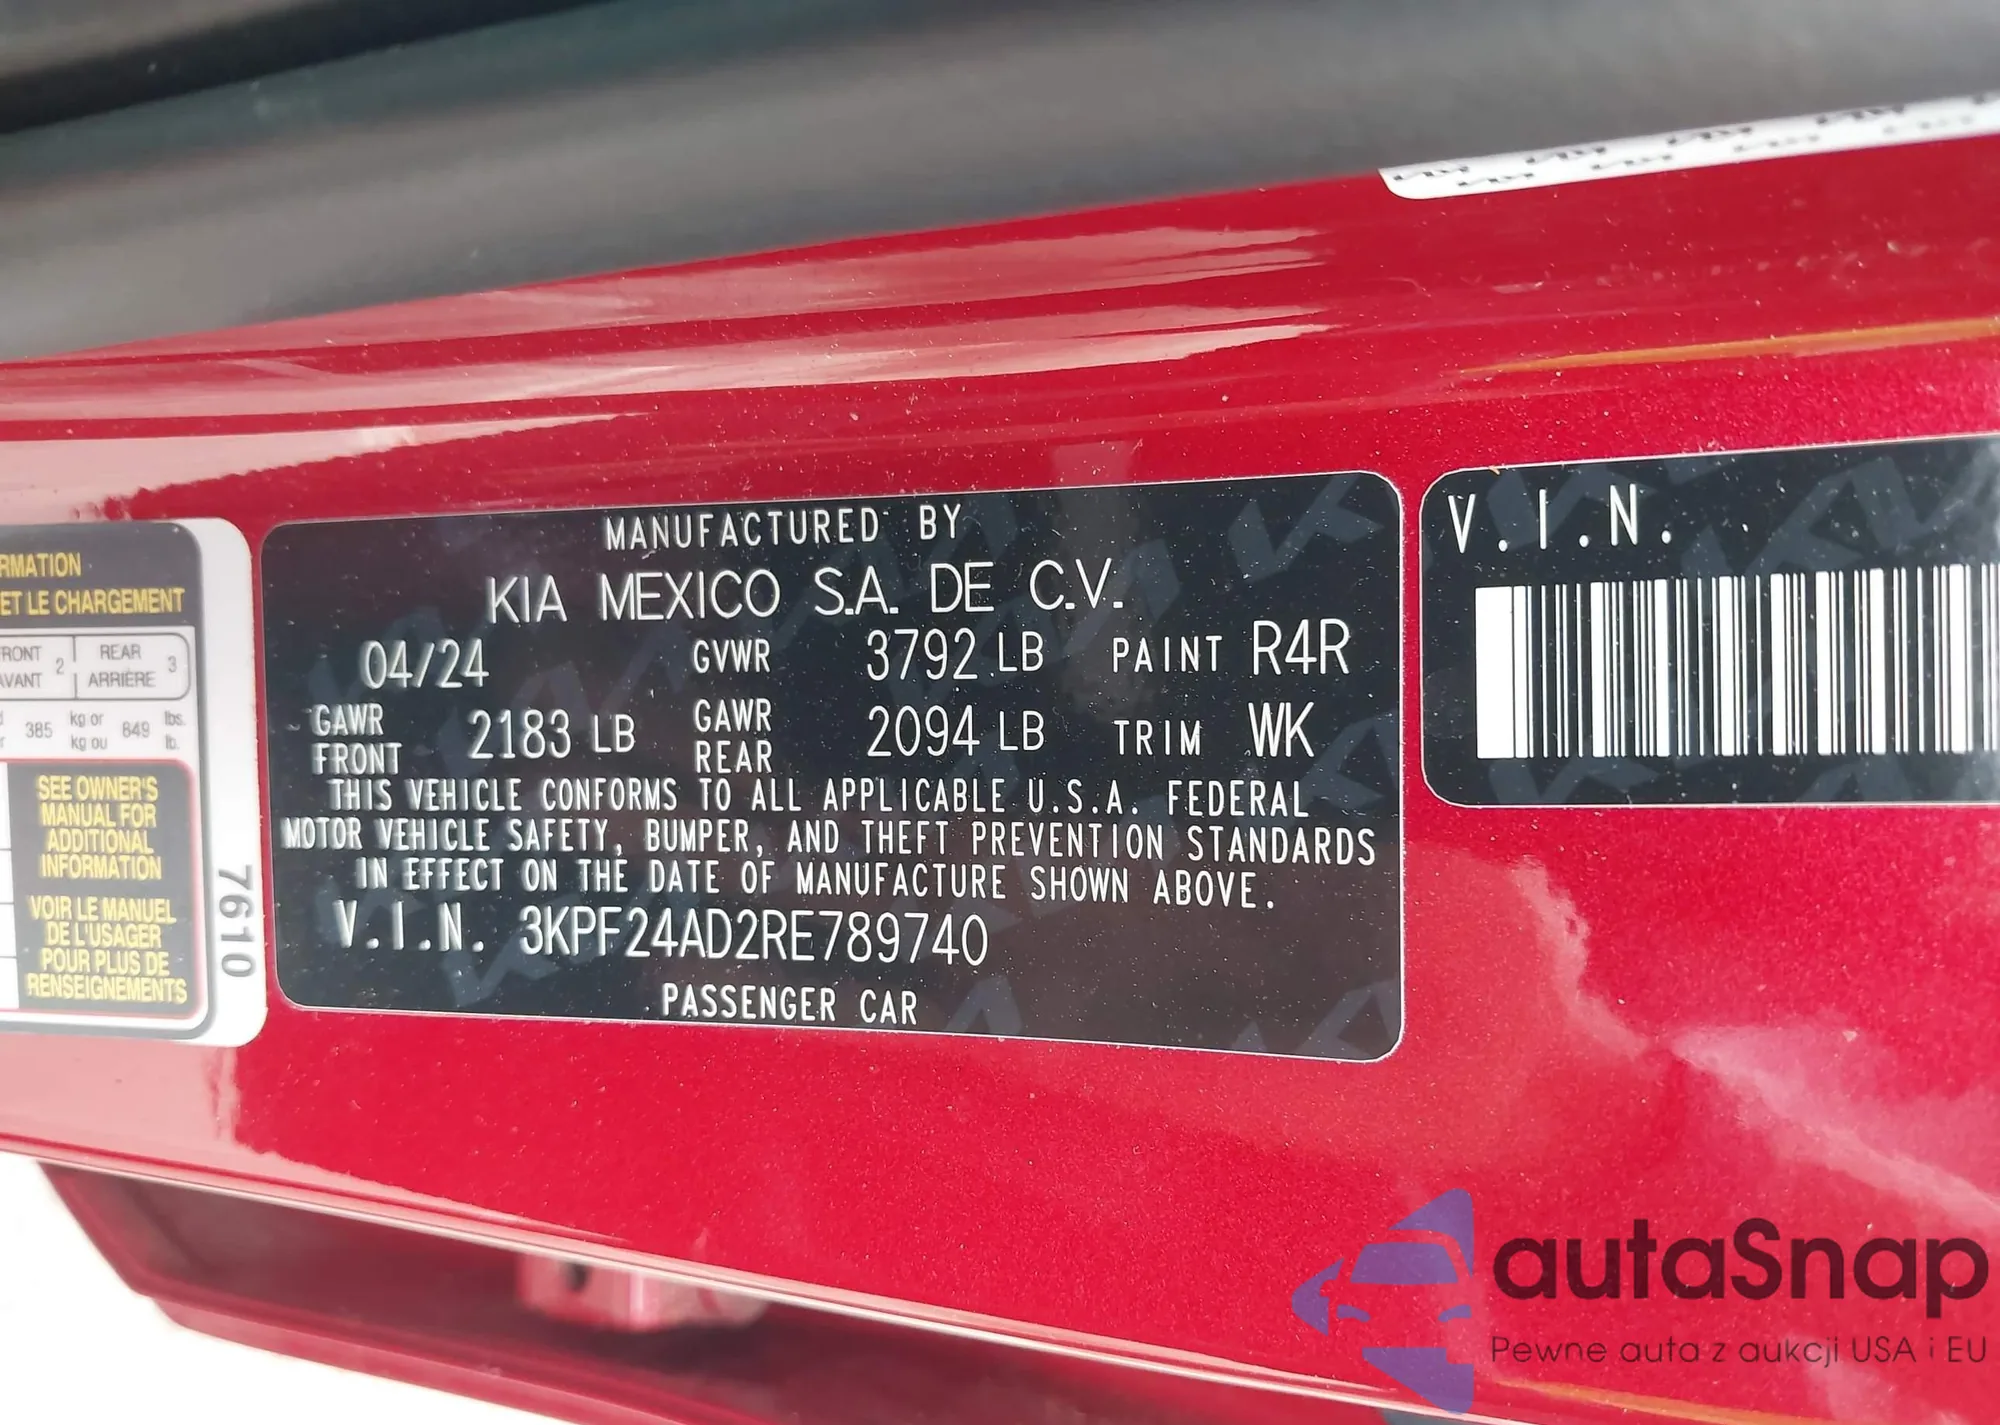 RMATION
ET LE CHARGEMENT
FRONT 2 REAR 3
AVANT ARRIÈRE
385 kg or 849 lbs.
kg ou lb.
SEE OWNER'S
MANUAL FOR
ADDITIONAL
INFORMATION
VOIR LE MANUEL
DE L'USAGER
POUR PLUS DE
RENSEIGNEMENTS
7610
MANUFACTURED BY
KIA MEXICO S.A. DE C.V.
04/24 GVWR 3792 LB PAINT R4R
GAWR FRONT 2183 LB GAWR REAR 2094 LB TRIM WK
THIS VEHICLE CONFORMS TO ALL APPLICABLE U.S.A. FEDERAL
MOTOR VEHICLE SAFETY, BUMPER, AND THEFT PREVENTION STANDARDS
IN EFFECT ON THE DATE OF MANUFACTURE SHOWN ABOVE.
V.I.N. 3KPF24AD2RE789740
PASSENGER CAR
V.I.N.
autaSnap
Pewne auta z aukcji USA i EU